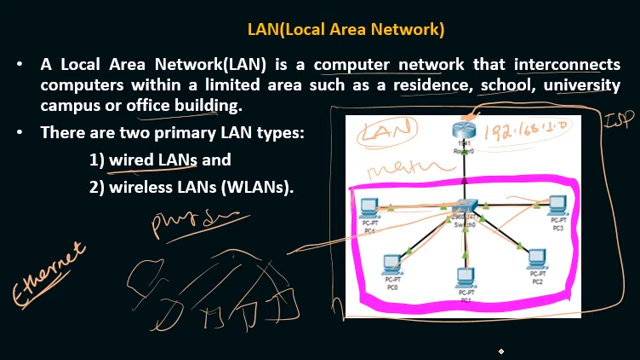 LAN(Local Area Network)
• A Local Area Network(LAN) is a computer network that interconnects
computers within a limited area such as a residence, school, university
campus or office building.
• There are two primary LAN types:
1) wired LANs and
2) wireless LANs (WLANs).
LAN
192.168.1.0
ISP
1841
Router0
Switch0
PC-PT
PC-PT
PC3
PC-PT
PC0
PC-PT
PC1
PC-PT
PC2
Ethernet